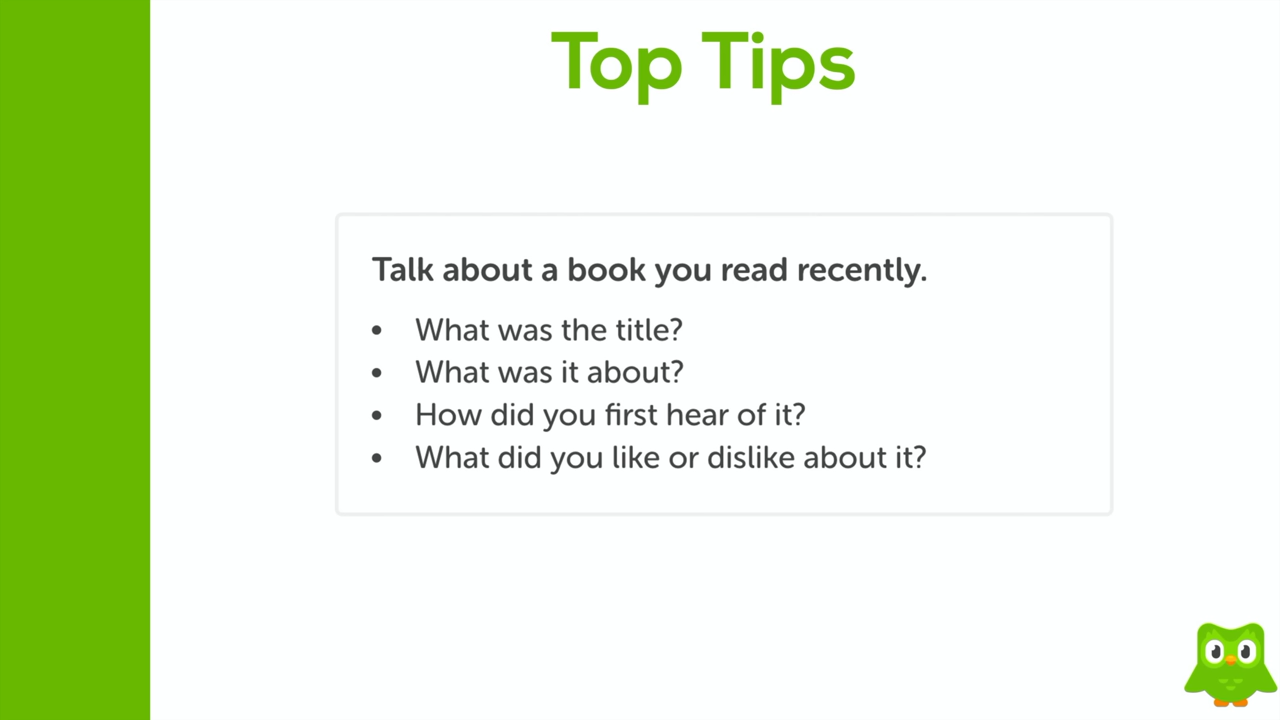 Top Tips
Talk about a book you read recently.
• What was the title?
• What was it about?
• How did you first hear of it?
• What did you like or dislike about it?